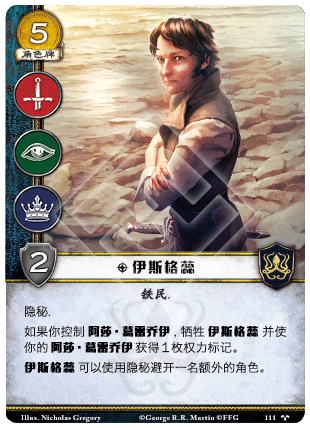 5
角色牌
2
伊斯格蕊
铁民.
隐秘.
如果你控制 阿莎·葛雷乔伊，牺牲 伊斯格蕊 并使
你的 阿莎·葛雷乔伊 获得 1 枚权力标记。
伊斯格蕊 可以使用隐秘避开一名额外的角色。
Illus. Nicholas Gregory ©George R.R. Martin ©FFG 111